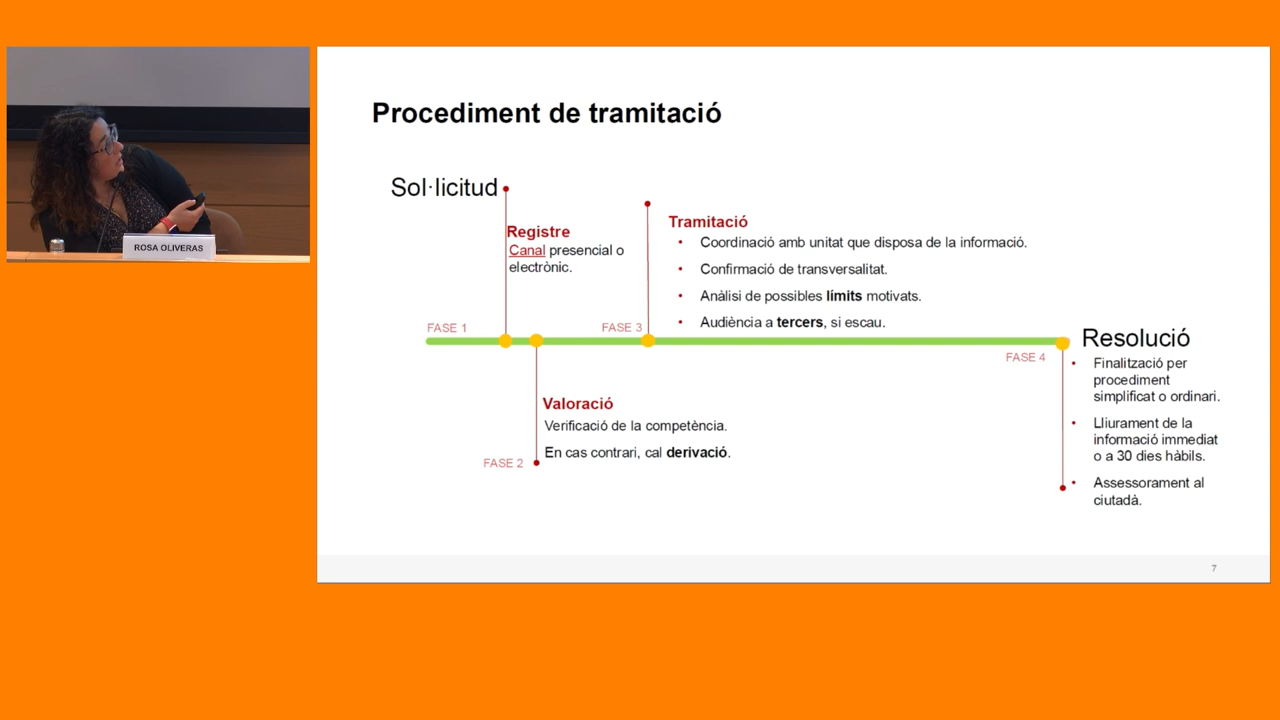 Procediment de tramitació
Sol·licitud
Registre
Canal presencial o
electrònic.
Tramitació
• Coordinació amb unitat que disposa de la informació.
• Confirmació de transversalitat.
• Anàlisi de possibles límits motivats.
• Audiència a tercers, si escau.
FASE 1
FASE 3
Resolució
FASE 4
• Finalització per
procediment
simplificat o ordinari.
• Lliurament de la
informació immediat
o a 30 dies hàbils.
• Assessorament al
ciutadà.
Valoració
Verificació de la competència.
En cas contrari, cal derivació.
FASE 2
7
ROSA OLIVERAS